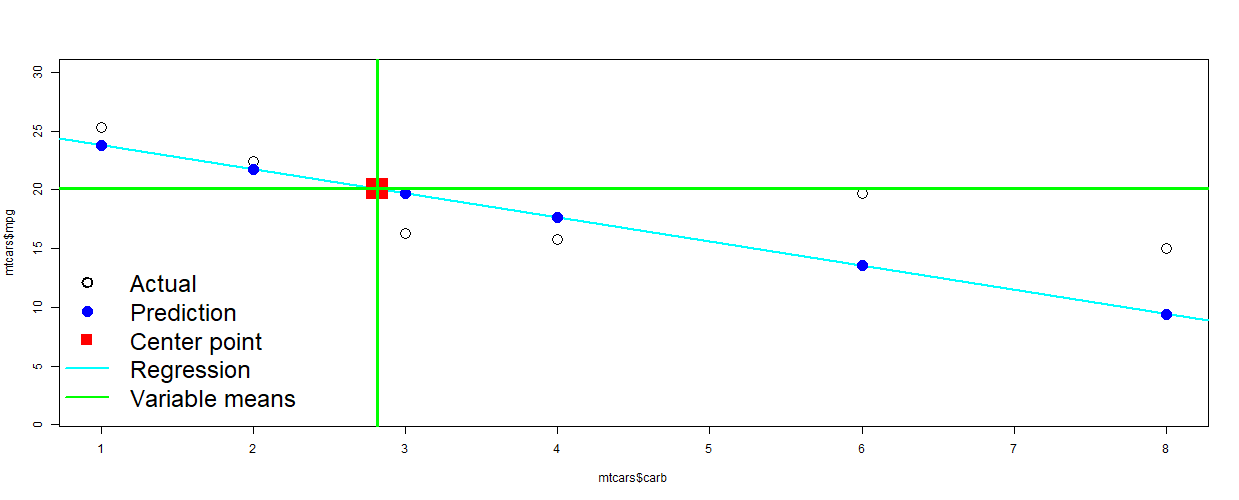 30
25
20
15
10
5
0
mtcars$mpg
Actual
Prediction
Center point
Regression
Variable means
1 2 3 4 5 6 7 8
mtcars$carb